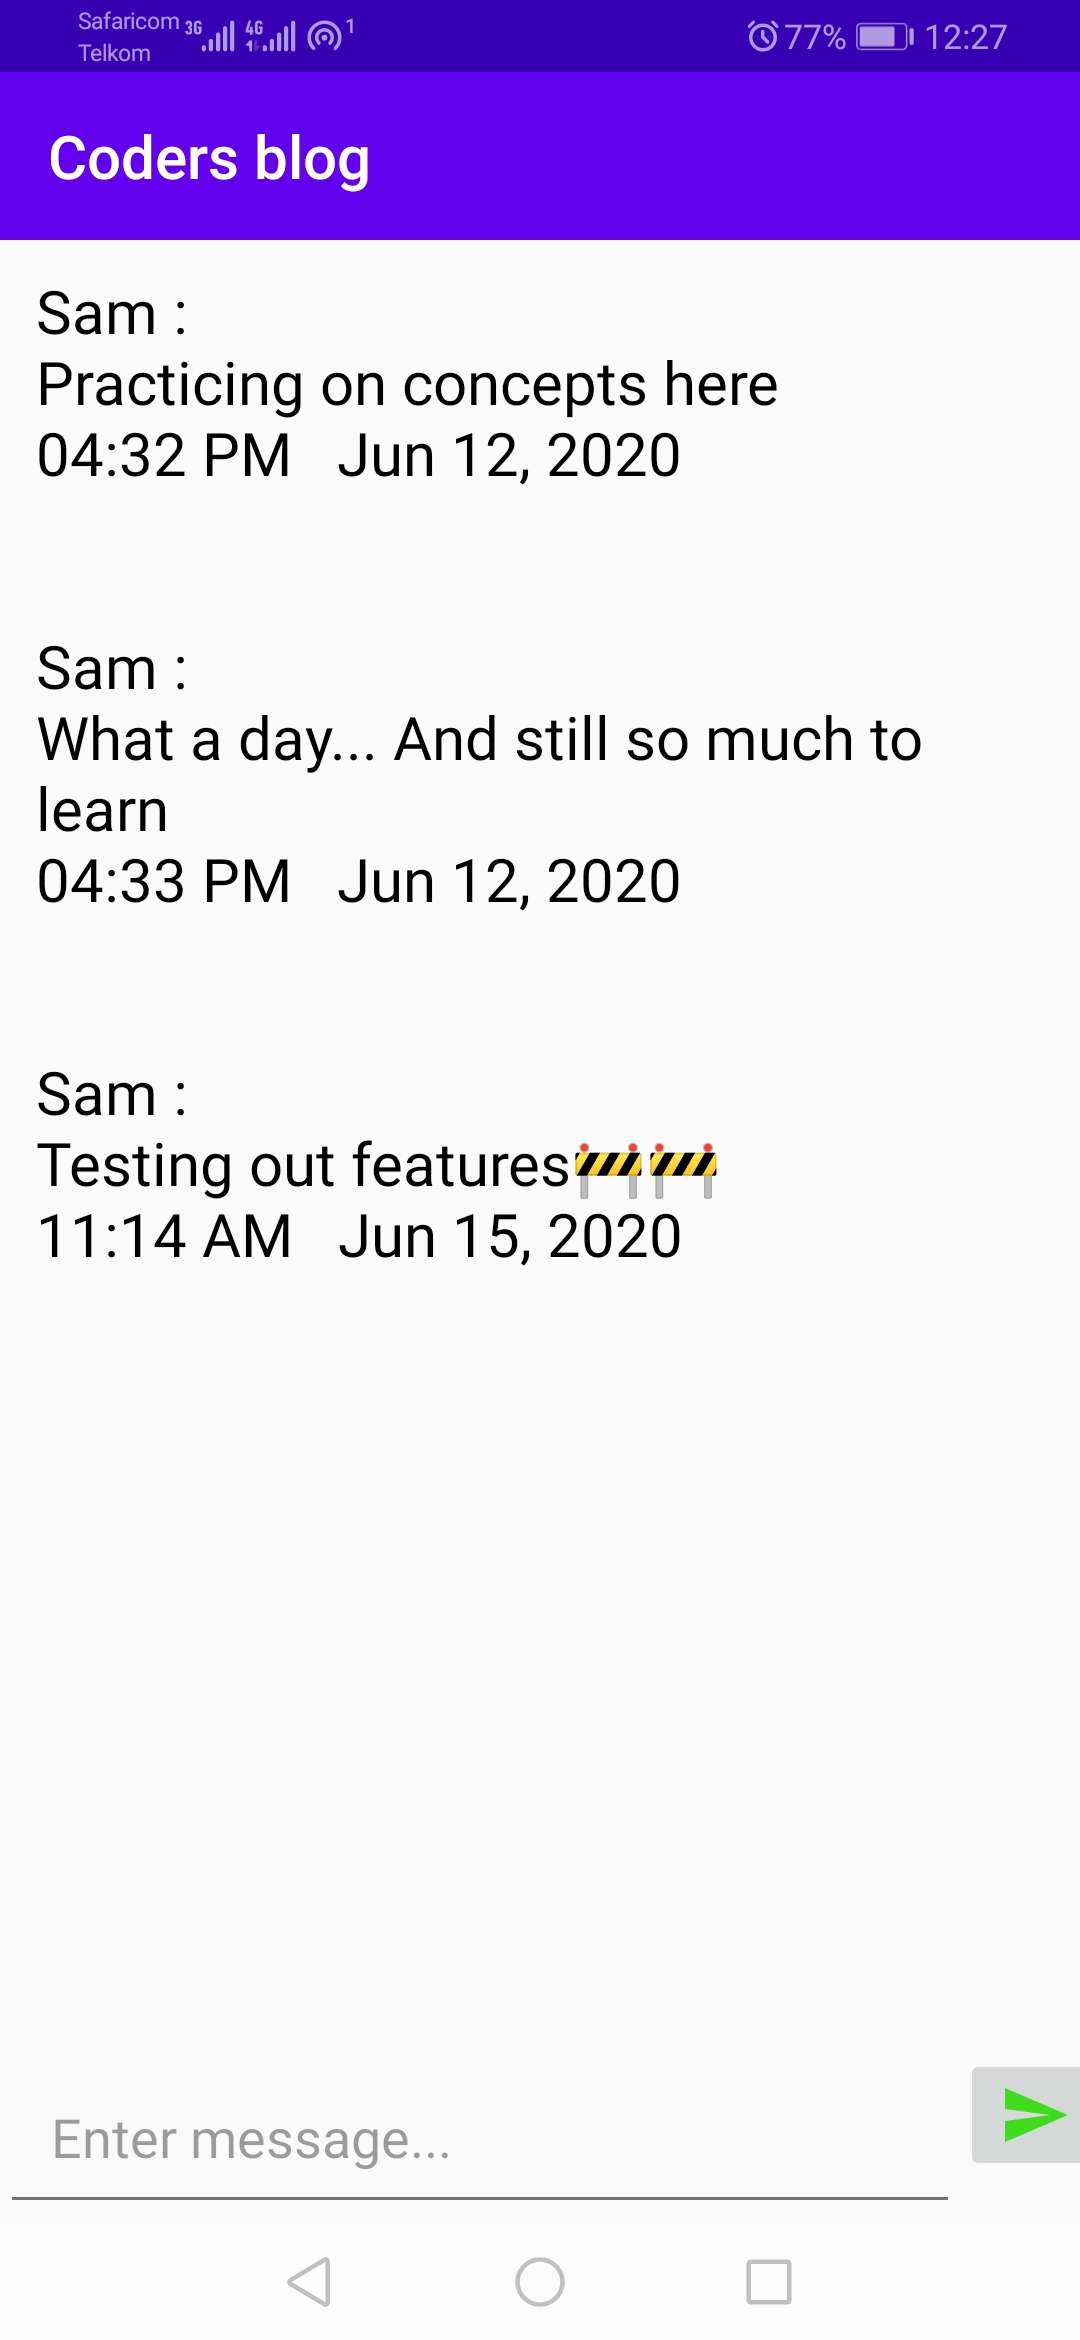 Safaricom 3G 4G 1 77% 12:27
Telkom
Coders blog
Sam :
Practicing on concepts here
04:32 PM   Jun 12, 2020
Sam :
What a day... And still so much to
learn
04:33 PM   Jun 12, 2020
Sam :
Testing out features🚧🚧
11:14 AM   Jun 15, 2020
Enter message...